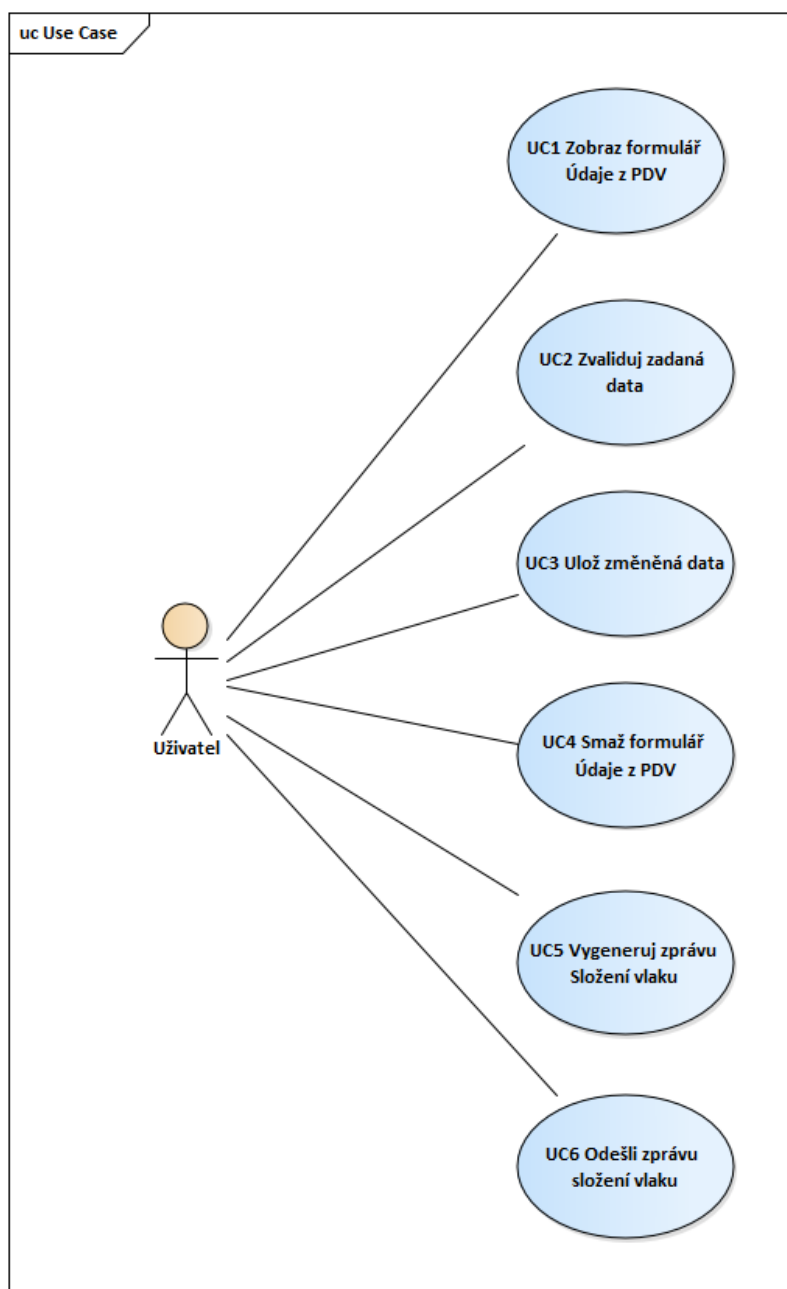 uc Use Case
UC1 Zobraz formulář
Údaje z PDV
UC2 Zvaliduj zadaná
data
UC3 Ulož změněná data
Uživatel
UC4 Smaž formulář
Údaje z PDV
UC5 Vygeneruj zprávu
Složení vlaku
UC6 Odešli zprávu
složení vlaku